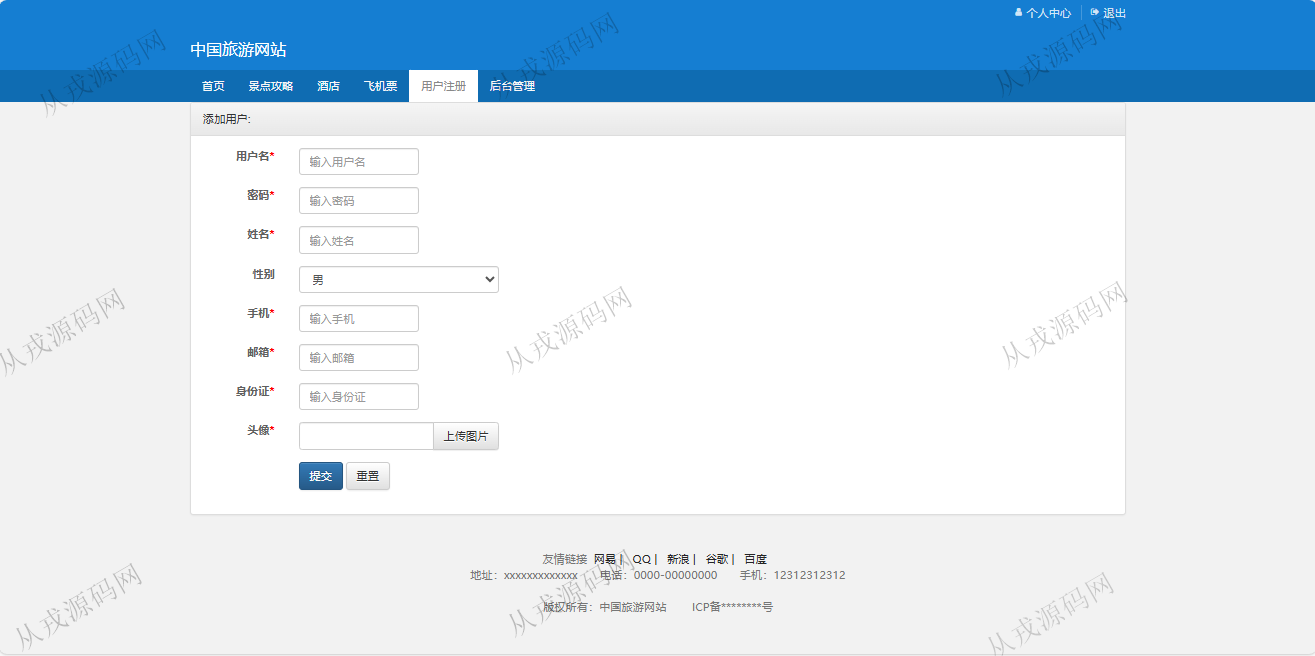 个人中心 退出
中国旅游网站
首页 景点攻略 酒店 飞机票 用户注册 后台管理
添加用户:
用户名* 输入用户名
密码* 输入密码
姓名* 输入姓名
性别 男
手机* 输入手机
邮箱* 输入邮箱
身份证* 输入身份证
头像* 上传图片
提交 重置
友情链接 网易 | QQ | 新浪 | 谷歌 | 百度
地址：xxxxxxxxxxxxx 电话：0000-00000000 手机：12312312312
版权所有：中国旅游网站 ICP备********号
从戎源码网
从戎源码网
从戎源码网
从戎源码网
从戎源码网
从戎源码网
从戎源码网
从戎源码网
从戎源码网